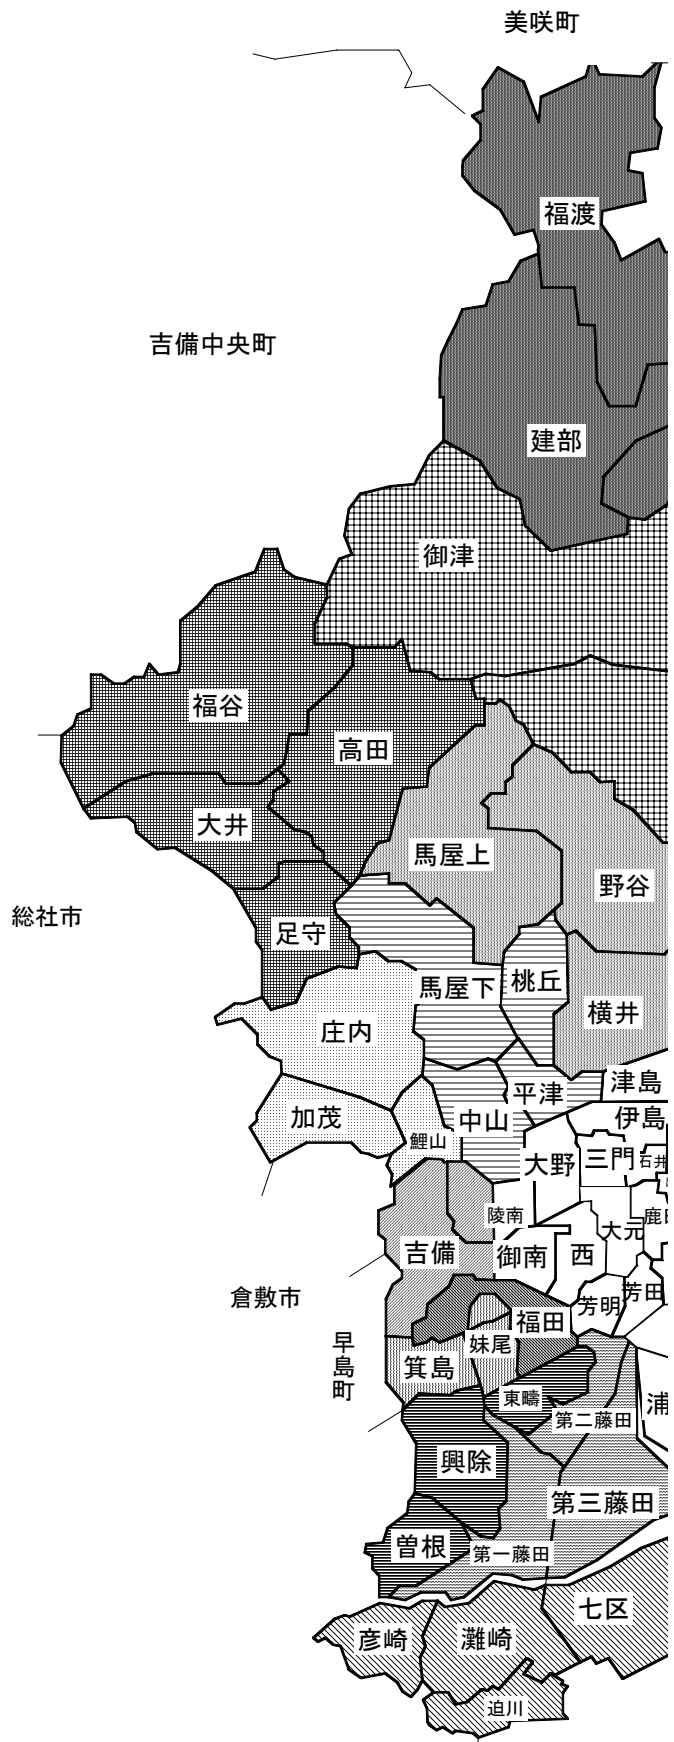 美咲町
福渡
吉備中央町
建部
御津
福谷
高田
大井
馬屋上
野谷
総社市
足守
馬屋下
桃丘
横井
庄内
津島
平津
加茂
中山
伊島
鯉山
大野
三門
石井
陵南
鹿田
大元
吉備
御南
西
倉敷市
芳田
芳明
福田
妹尾
早島町
箕島
東疇
浦
第二藤田
興除
第三藤田
曽根
第一藤田
七区
彦崎
灘崎
迫川